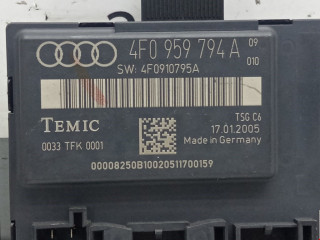 4F0 959 794 A 09
010
SW: 4F0910795A
TEMIC
TSG C6
17.01.2005
0033 TFK 0001
Made in Germany
00008250B10020511700159